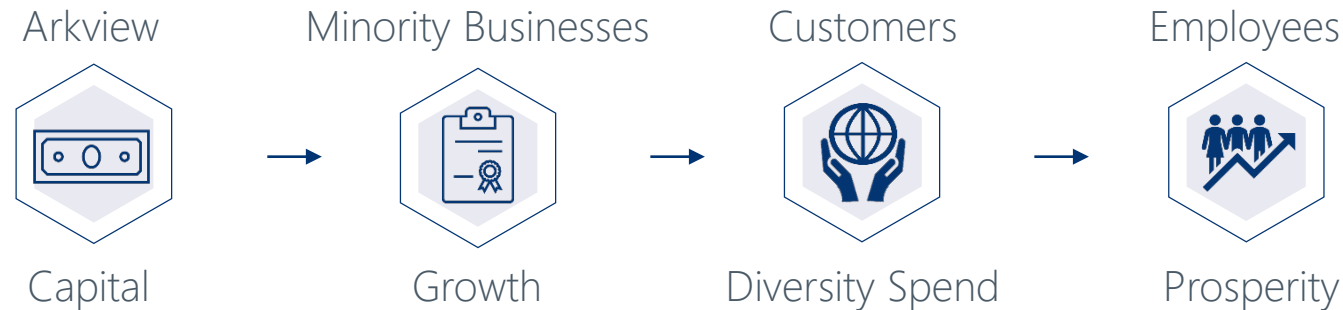 Arkview
Minority Businesses
Customers
Employees
Capital
Growth
Diversity Spend
Prosperity